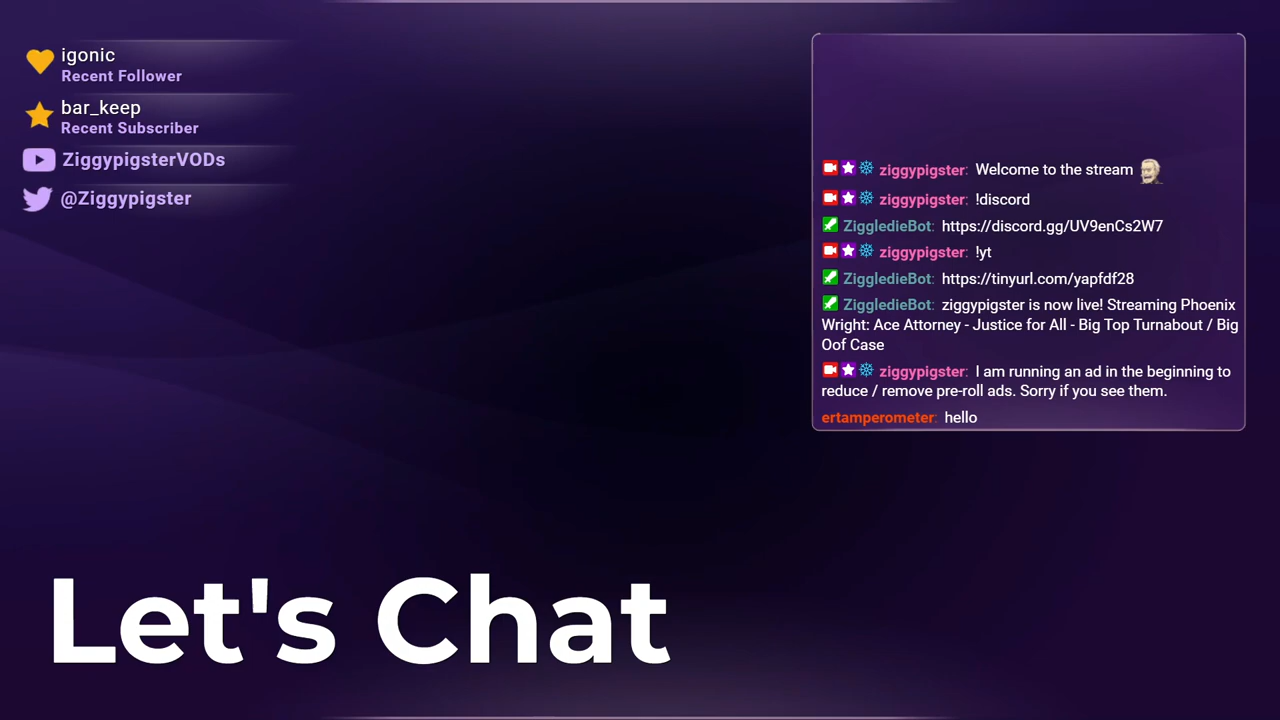 igonic
Recent Follower
bar_keep
Recent Subscriber
ZiggypigsterVODs
@Ziggypigster
ziggypigster: Welcome to the stream
ziggypigster: !discord
ZiggledieBot: https://discord.gg/UV9enCs2W7
ziggypigster: !yt
ZiggledieBot: https://tinyurl.com/yapfdf28
ZiggledieBot: ziggypigster is now live! Streaming Phoenix
Wright: Ace Attorney - Justice for All - Big Top Turnabout / Big
Oof Case
ziggypigster: I am running an ad in the beginning to
reduce / remove pre-roll ads. Sorry if you see them.
ertamperometer: hello
Let's Chat